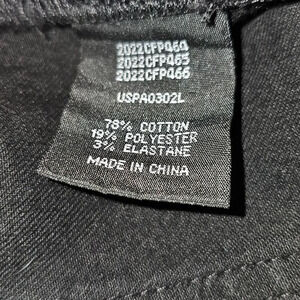 2022CFP464
2022CFP465
2022CFP466
USPA0302L
78% COTTON
19% POLYESTER
3% ELASTANE
MADE IN CHINA